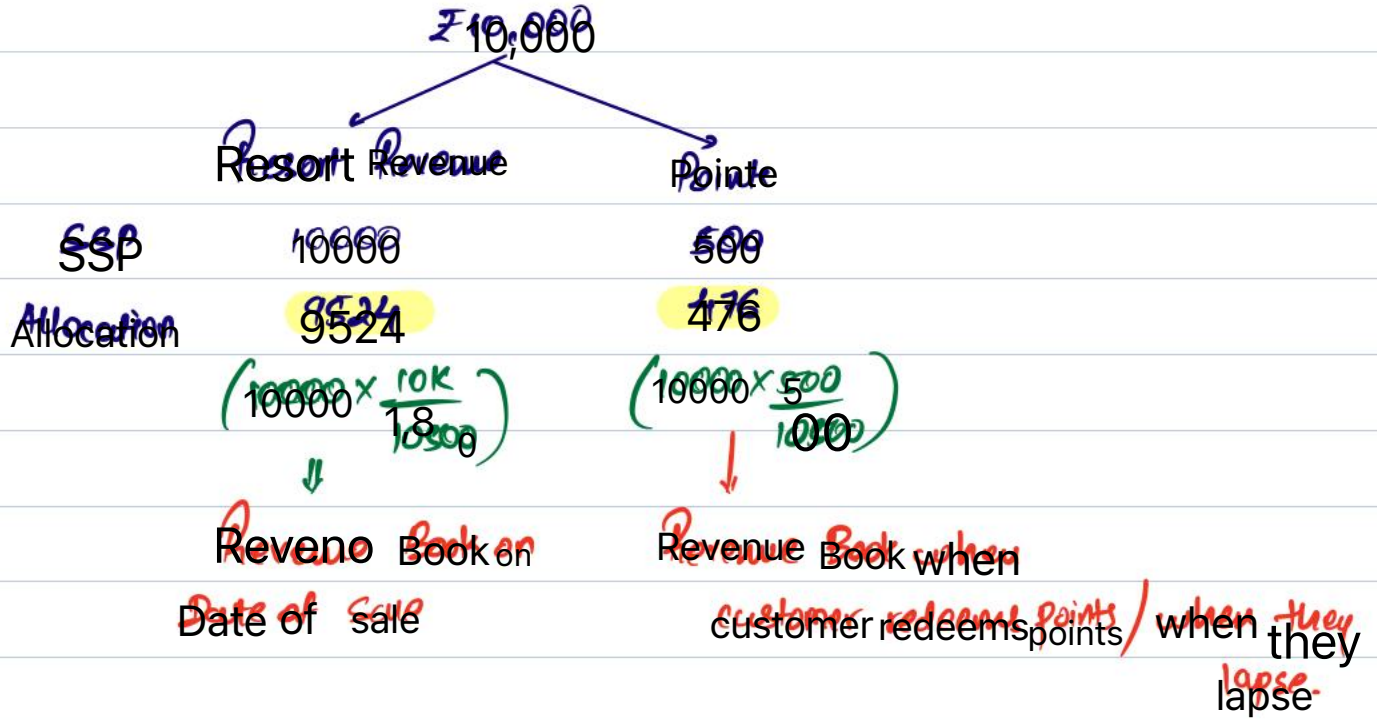 ₹10,000
Resort Revenue Points
SSP 10000 500
Allocation 9524 476
(10000 × 10K (10000 × 500
10500) 10500)
Revenue Book on Revenue Book when
Date of sale customer redeems points / when they
lapse.